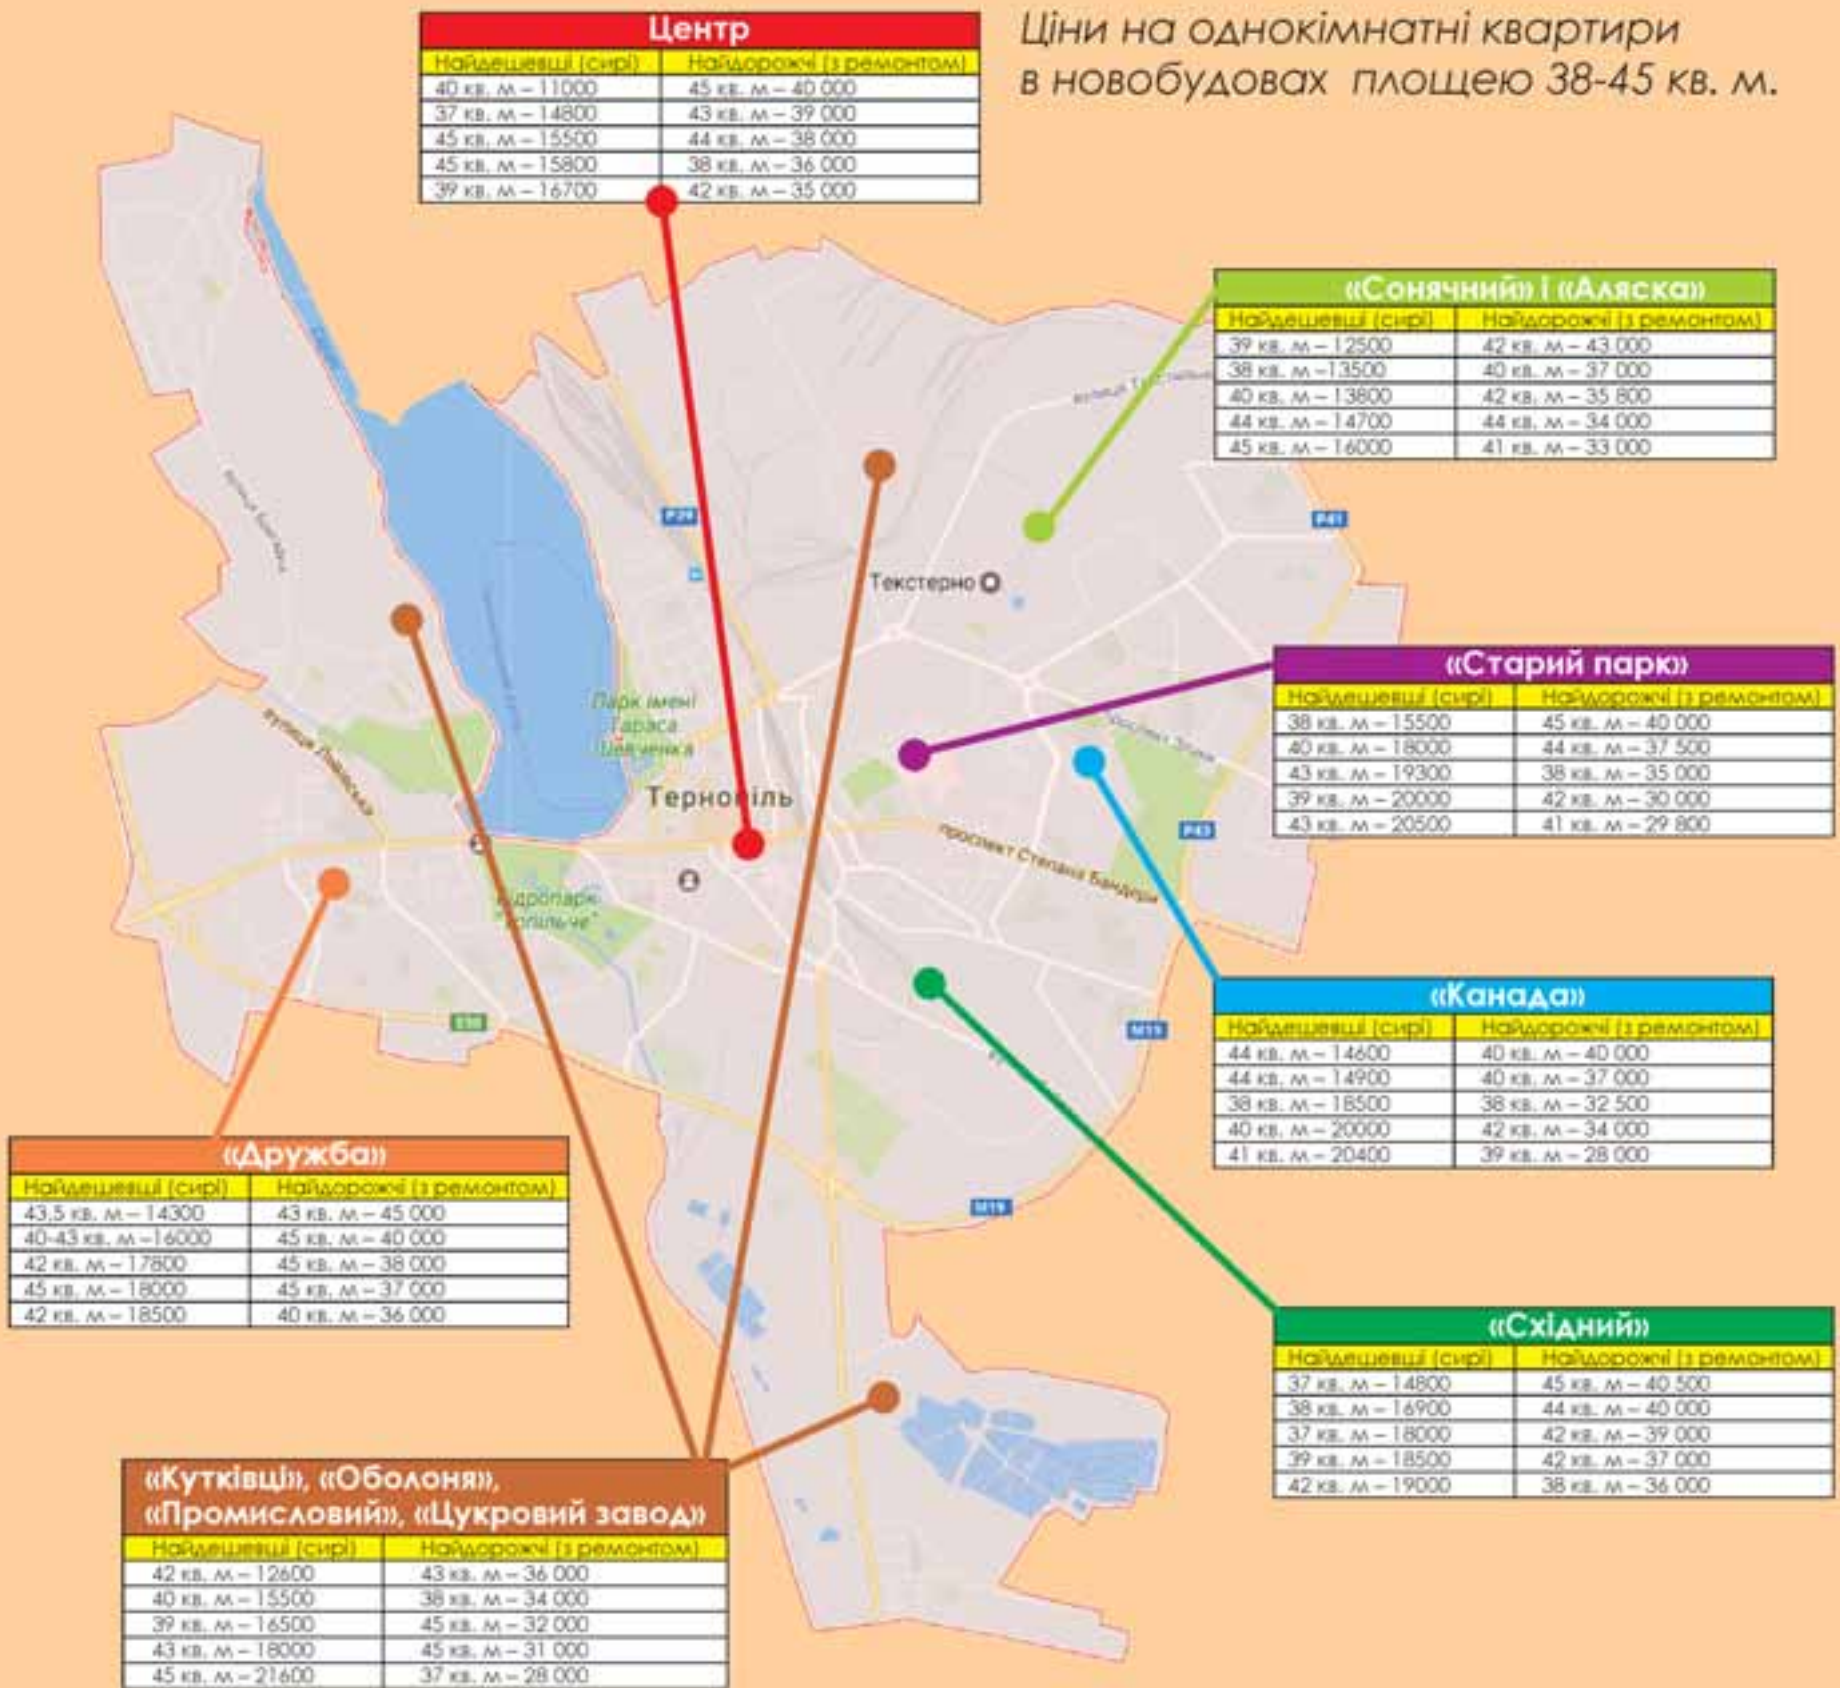 Ціни на однокімнатні квартири
в новобудовах площею 38-45 кв. м.
Центр
Найдешевші (сирі) Найдорожчі (з ремонтом)
40 кв. м – 11000 45 кв. м – 40 000
37 кв. м – 14800 43 кв. м – 39 000
45 кв. м – 15500 44 кв. м – 38 000
45 кв. м – 15800 38 кв. м – 36 000
39 кв. м – 16700 42 кв. м – 35 000
«Сонячний» і «Аляска»
Найдешевші (сирі) Найдорожчі (з ремонтом)
39 кв. м – 12500 42 кв. м – 43 000
38 кв. м –13500 40 кв. м – 37 000
40 кв. м – 13800 42 кв. м – 35 800
44 кв. м – 14700 44 кв. м – 34 000
45 кв. м – 16000 41 кв. м – 33 000
P41
Текстерно
«Старий парк»
Найдешевші (сирі) Найдорожчі (з ремонтом)
38 кв. м – 15500 45 кв. м – 40 000
40 кв. м – 18000 44 кв. м – 37 500
43 кв. м – 19300 38 кв. м – 35 000
39 кв. м – 20000 42 кв. м – 30 000
43 кв. м – 20500 41 кв. м – 29 800
Парк імені
Тараса
Шевченка
Тернопіль
вулиця Львівська
проспект Степана Бандери
P43
Гідропарк
"Топільче"
«Канада»
Найдешевші (сирі) Найдорожчі (з ремонтом)
44 кв. м – 14600 40 кв. м – 40 000
44 кв. м – 14900 40 кв. м – 37 000
38 кв. м – 18500 38 кв. м – 32 500
40 кв. м – 20000 42 кв. м – 34 000
41 кв. м – 20400 39 кв. м – 28 000
M19
«Дружба»
Найдешевші (сирі) Найдорожчі (з ремонтом)
43,5 кв. м – 14300 43 кв. м – 45 000
40-43 кв. м –16000 45 кв. м – 40 000
42 кв. м – 17800 45 кв. м – 38 000
45 кв. м – 18000 45 кв. м – 37 000
42 кв. м – 18500 40 кв. м – 36 000
M19
«Східний»
Найдешевші (сирі) Найдорожчі (з ремонтом)
37 кв. м – 14800 45 кв. м – 40 500
38 кв. м – 16900 44 кв. м – 40 000
37 кв. м – 18000 42 кв. м – 39 000
39 кв. м – 18500 42 кв. м – 37 000
42 кв. м – 19000 38 кв. м – 36 000
«Кутківці», «Оболоня»,
«Промисловий», «Цукровий завод»
Найдешевші (сирі) Найдорожчі (з ремонтом)
42 кв. м – 12600 43 кв. м – 36 000
40 кв. м – 15500 38 кв. м – 34 000
39 кв. м – 16500 45 кв. м – 32 000
43 кв. м – 18000 45 кв. м – 31 000
45 кв. м – 21600 37 кв. м – 28 000